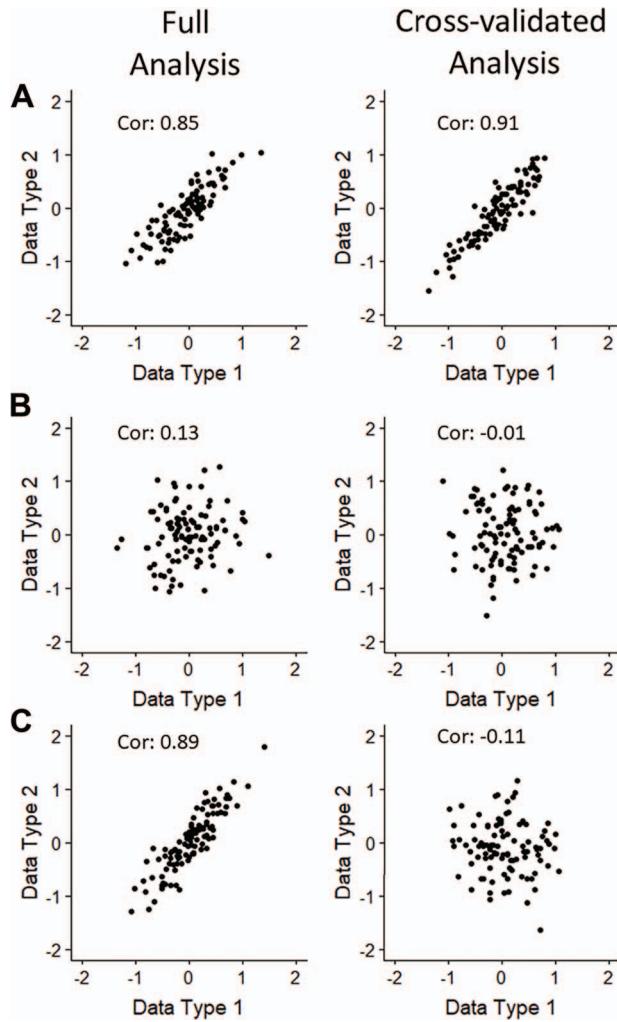 Full
Analysis
Cross-validated
Analysis
A
Cor: 0.85
Data Type 2
2
1
0
-1
-2
-2 -1 0 1 2
Data Type 1
Cor: 0.91
Data Type 2
2
1
0
-1
-2
-2 -1 0 1 2
Data Type 1
B
Cor: 0.13
Data Type 2
2
1
0
-1
-2
-2 -1 0 1 2
Data Type 1
Cor: -0.01
Data Type 2
2
1
0
-1
-2
-2 -1 0 1 2
Data Type 1
C
Cor: 0.89
Data Type 2
2
1
0
-1
-2
-2 -1 0 1 2
Data Type 1
Cor: -0.11
Data Type 2
2
1
0
-1
-2
-2 -1 0 1 2
Data Type 1